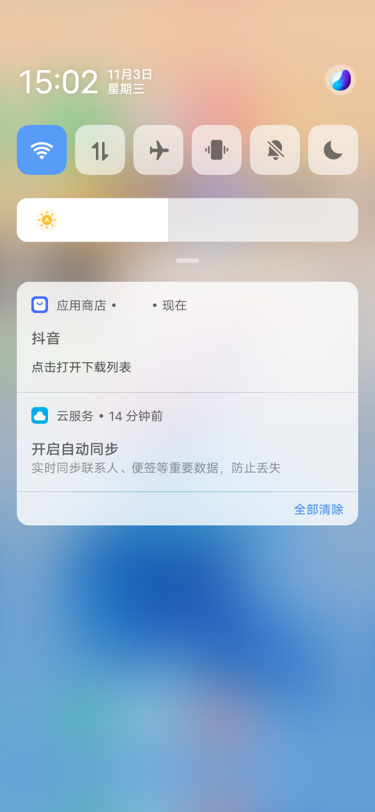 15:02 11月3日
星期三
应用商店 • • 现在
抖音
点击打开下载列表
云服务 • 14 分钟前
开启自动同步
实时同步联系人、便签等重要数据，防止丢失
全部清除